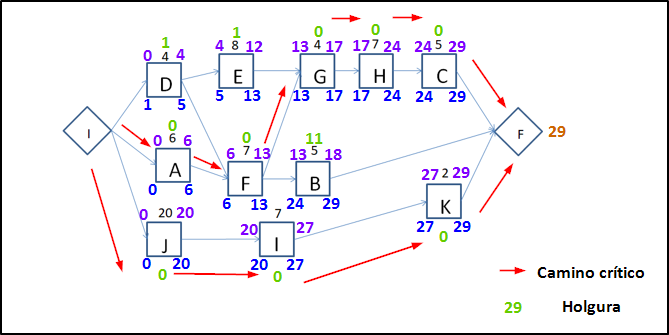 1 1 0 0 0
0 4 4 4 8 12 13 4 17 17 7 24 24 5 29
D E G H C
1 5 5 13 13 17 17 24 24 29
I F 29
0 0 11
0 6 6 6 7 13 13 5 18
A F B
0 6 6 13 24 29
27 2 29
K
27 29
0
0 20 20 20 7 27
J I
0 20 20 27
0 0
Camino crítico
29 Holgura